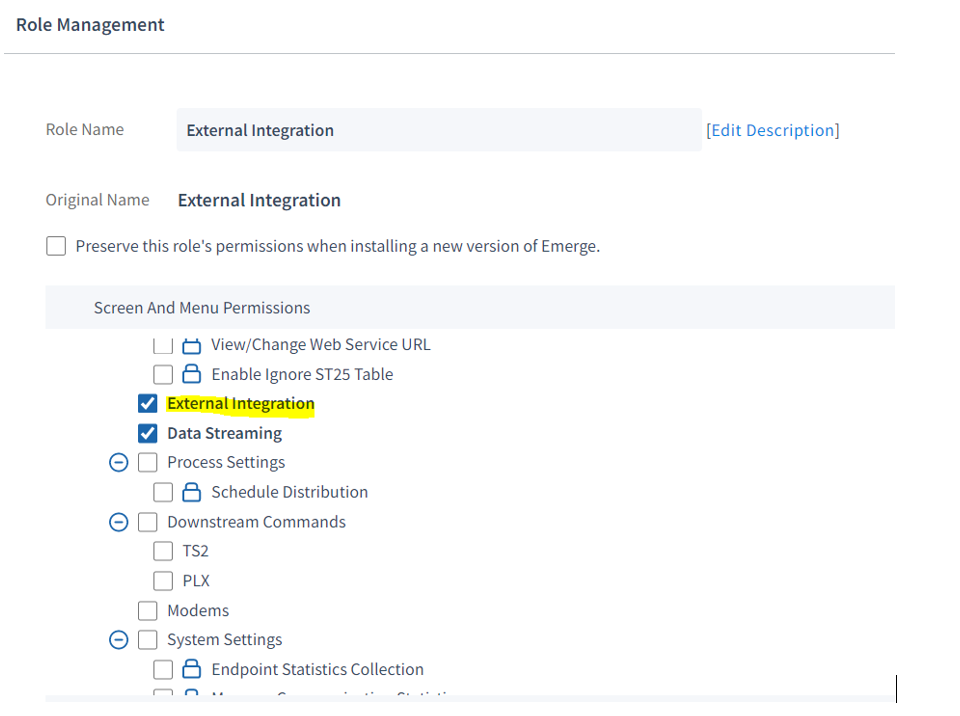 Role Management
Role Name External Integration [Edit Description]
Original Name External Integration
Preserve this role's permissions when installing a new version of Emerge.
Screen And Menu Permissions
View/Change Web Service URL
Enable Ignore ST25 Table
External Integration
Data Streaming
Process Settings
Schedule Distribution
Downstream Commands
TS2
PLX
Modems
System Settings
Endpoint Statistics Collection